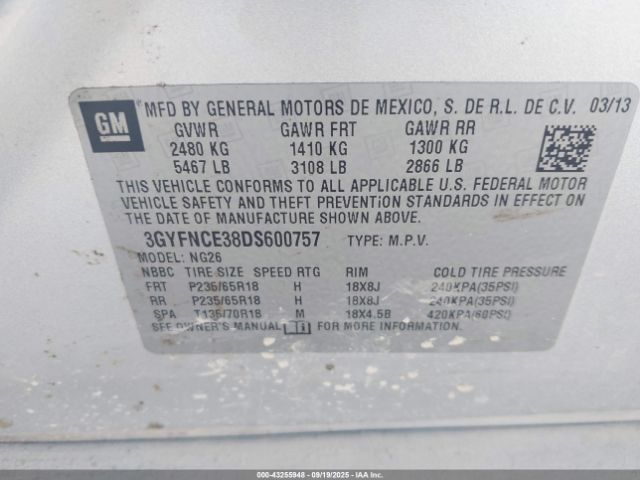 GM
MFD BY GENERAL MOTORS DE MEXICO, S. DE R.L. DE C.V. 03/13
GVWR GAWR FRT GAWR RR
2480 KG 1410 KG 1300 KG
5467 LB 3108 LB 2866 LB
THIS VEHICLE CONFORMS TO ALL APPLICABLE U.S. FEDERAL MOTOR
VEHICLE SAFETY AND THEFT PREVENTION STANDARDS IN EFFECT ON
THE DATE OF MANUFACTURE SHOWN ABOVE.
3GYFNCE38DS600757 TYPE: M.P.V.
MODEL: NG26
NBBC TIRE SIZE SPEED RTG RIM COLD TIRE PRESSURE
FRT P235/65R18 H 18X8J 240KPA(35PSI)
RR P235/65R18 H 18X8J 240KPA(35PSI)
SPA T135/70R18 M 18X4.5B 420KPA(60PSI)
SEE OWNER'S MANUAL FOR MORE INFORMATION
000-43255948 - 09/19/2025 - IAAI.COM